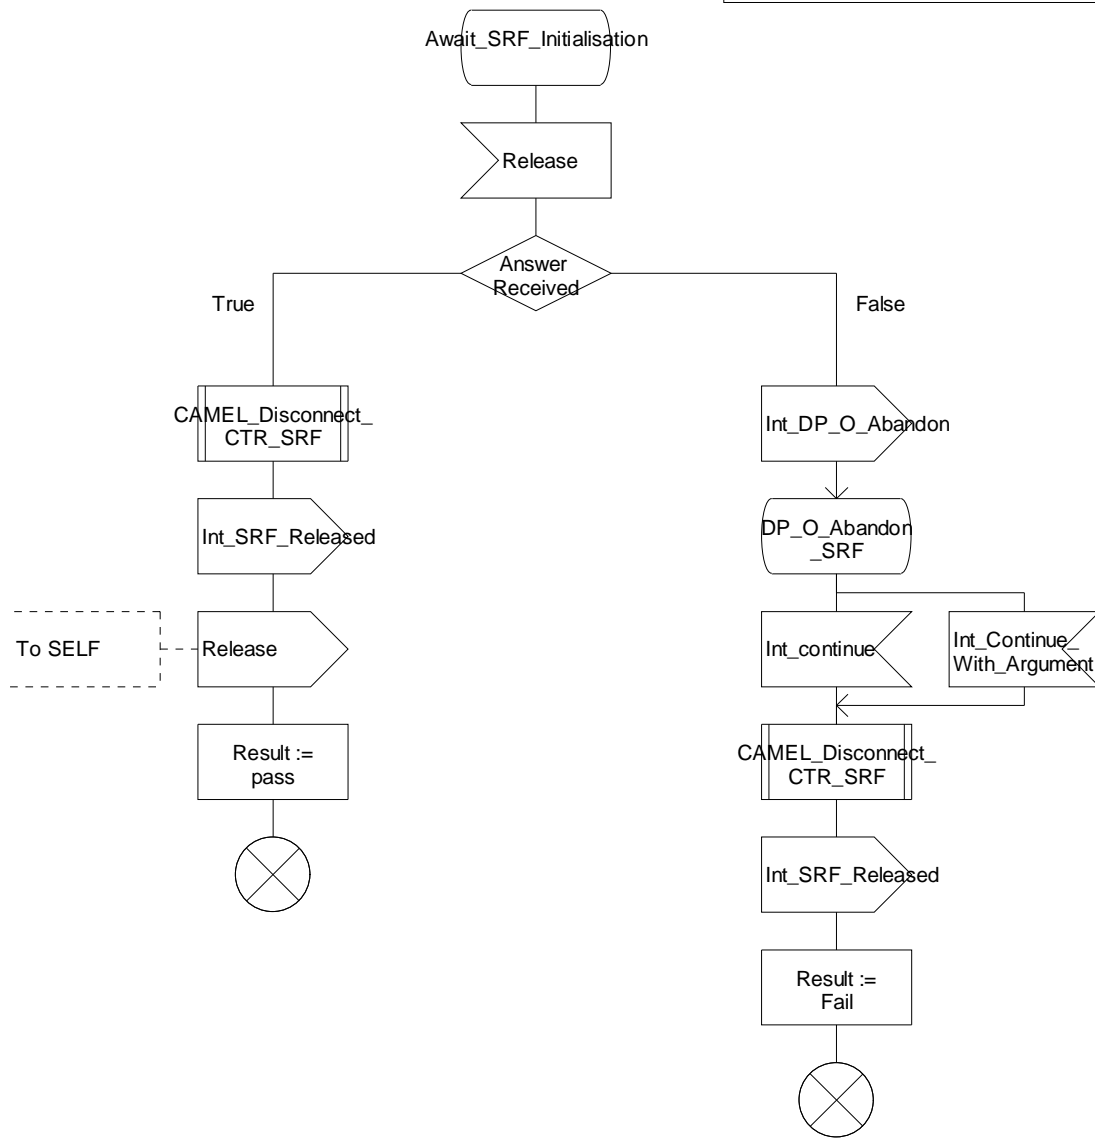 Await_SRF_Initialisation
Release
Answer
Received
True
False
CAMEL_Disconnect_
CTR_SRF
Int_DP_O_Abandon
Int_SRF_Released
DP_O_Abandon
_SRF
To SELF
Release
Int_continue
Int_Continue_
With_Argument
Result :=
pass
CAMEL_Disconnect_
CTR_SRF
Int_SRF_Released
Result :=
Fail